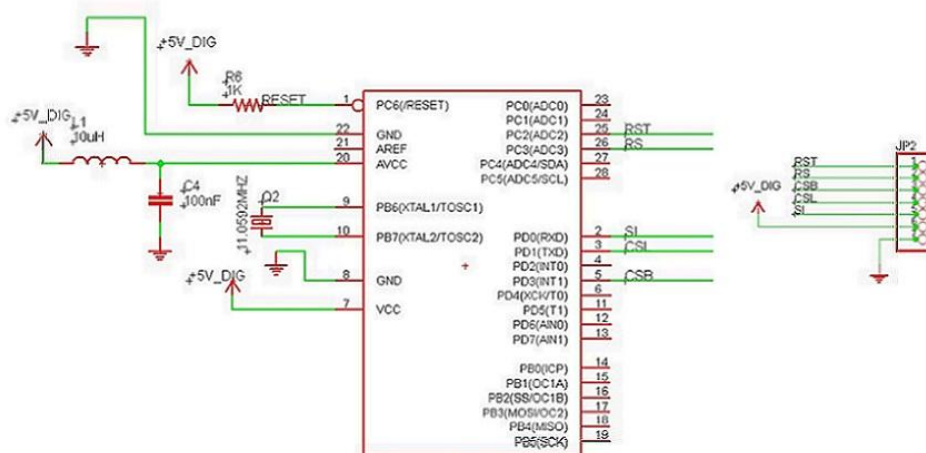 +5V_DIG
R6
1K
RESET
1
PC6(/RESET)
PC0(ADC0)
23
PC1(ADC1)
24
22
GND
PC2(ADC2)
25
RST
+5V_DIG
L1
10uH
21
AREF
PC3(ADC3)
26
RS
20
AVCC
PC4(ADC4/SDA)
27
PC5(ADC5/SCL)
28
C4
100nF
11.0592MHZ
Q2
9
PB6(XTAL1/TOSC1)
10
PB7(XTAL2/TOSC2)
PD0(RXD)
2
SI
PD1(TXD)
3
CSL
PD2(INT0)
4
+5V_DIG
8
GND
PD3(INT1)
5
CSB
PD4(XCK/T0)
6
7
VCC
PD5(T1)
11
PD6(AIN0)
12
PD7(AIN1)
13
PB0(ICP)
14
PB1(OC1A)
15
PB2(SS/OC1B)
16
PB3(MOSI/OC2)
17
PB4(MISO)
18
PB5(SCK)
19
JP2
RST
RS
CSB
CSL
SI
+5V_DIG